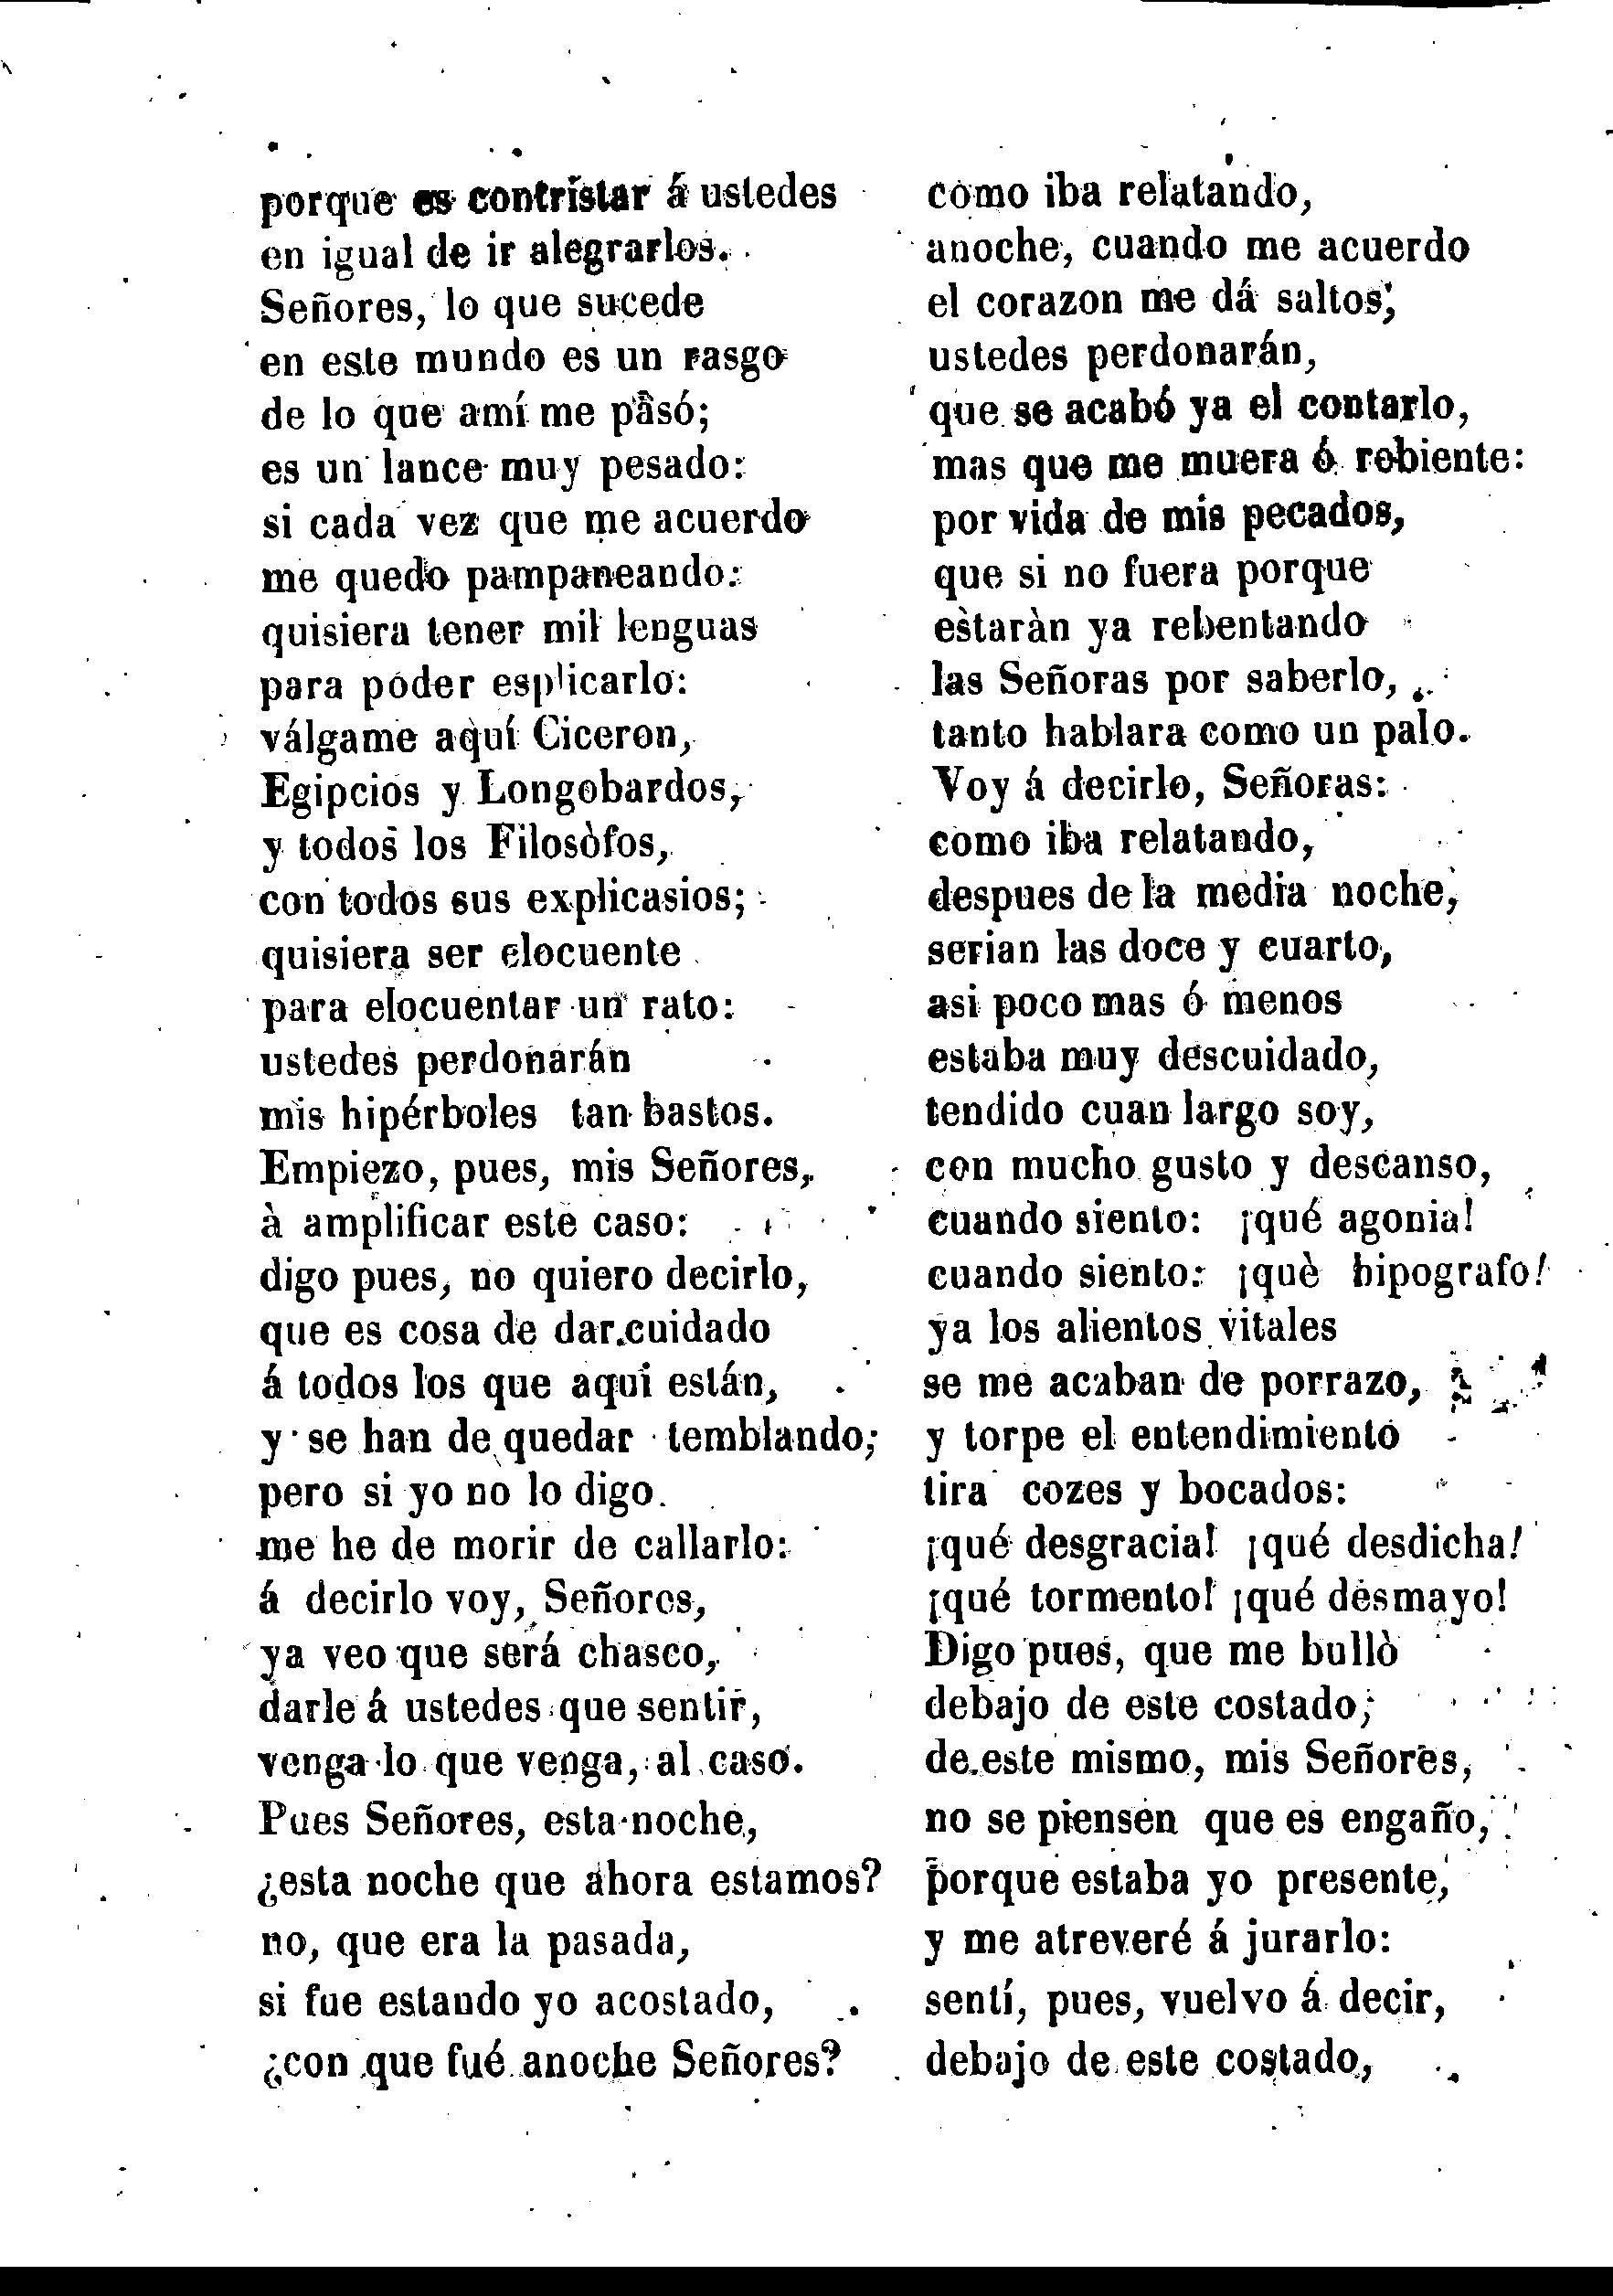 porque es contristar á ustedes
en igual de ir alegrarlos.
Señores, lo que sucede
en este mundo es un rasgo
de lo que amí me pasó;
es un lance muy pesado:
si cada vez que me acuerdo
me quedo pampaneando:
quisiera tener mil lenguas
para poder esplicarlo:
válgame aquí Ciceron,
Egipcios y Longobardos,
y todos los Filosòfos,
con todos sus explicasios;
quisiera ser elocuente
para elocuentar un rato:
ustedes perdonarán
mis hipérboles tan bastos.
Empiezo, pues, mis Señores,
à amplificar este caso:
digo pues, no quiero decirlo,
que es cosa de dar cuidado
á todos los que aqui están,
y se han de quedar temblando;
pero si yo no lo digo.
me he de morir de callarlo:
á decirlo voy, Señores,
ya veo que será chasco,
darle á ustedes que sentir,
venga lo que venga, al caso.
Pues Señores, esta noche,
¿esta noche que ahora estamos?
no, que era la pasada,
si fue estando yo acostado,
¿con que fué anoche Señores?
como iba relatando,
anoche, cuando me acuerdo
el corazon me dá saltos;
ustedes perdonarán,
que se acabó ya el contarlo,
mas que me muera ó rebiente:
por vida de mis pecados,
que si no fuera porque
estaràn ya rebentando
las Señoras por saberlo,
tanto hablara como un palo.
Voy á decirlo, Señoras:
como iba relatando,
despues de la media noche,
serian las doce y cuarto,
asi poco mas ó menos
estaba muy descuidado,
tendido cuan largo soy,
con mucho gusto y descanso,
cuando siento: ¡qué agonia!
cuando siento: ¡què hipografo!
ya los alientos vitales
se me acaban de porrazo,
y torpe el entendimiento
tira cozes y bocados:
¡qué desgracia! ¡qué desdicha!
¡qué tormento! ¡qué desmayo!
Digo pues, que me bullò
debajo de este costado;
de este mismo, mis Señores,
no se piensen que es engaño,
porque estaba yo presente,
y me atreveré á jurarlo:
sentí, pues, vuelvo á decir,
debajo de este costado,